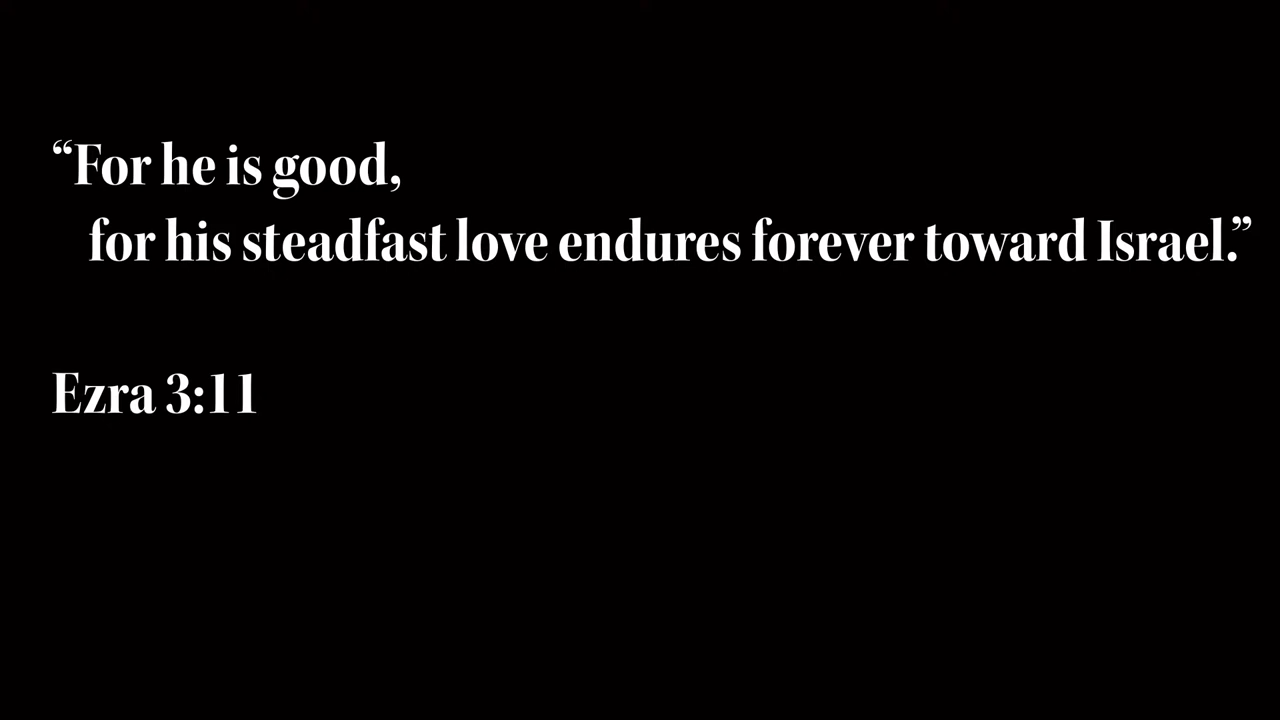 “For he is good,
for his steadfast love endures forever toward Israel.”
Ezra 3:11